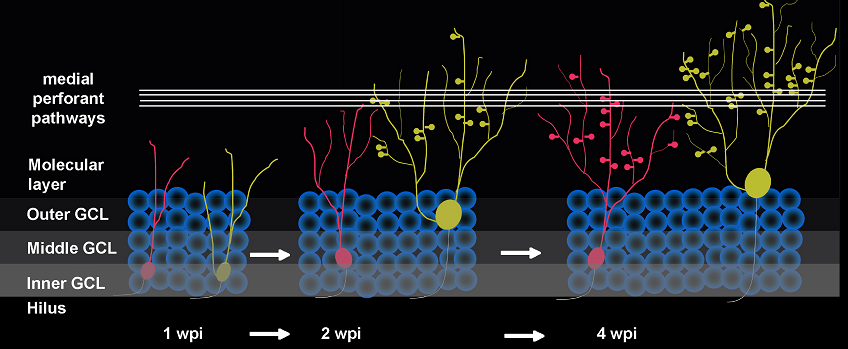 medial
perforant
pathways
Molecular
layer
Outer GCL
Middle GCL
Inner GCL
Hilus
1 wpi
2 wpi
4 wpi